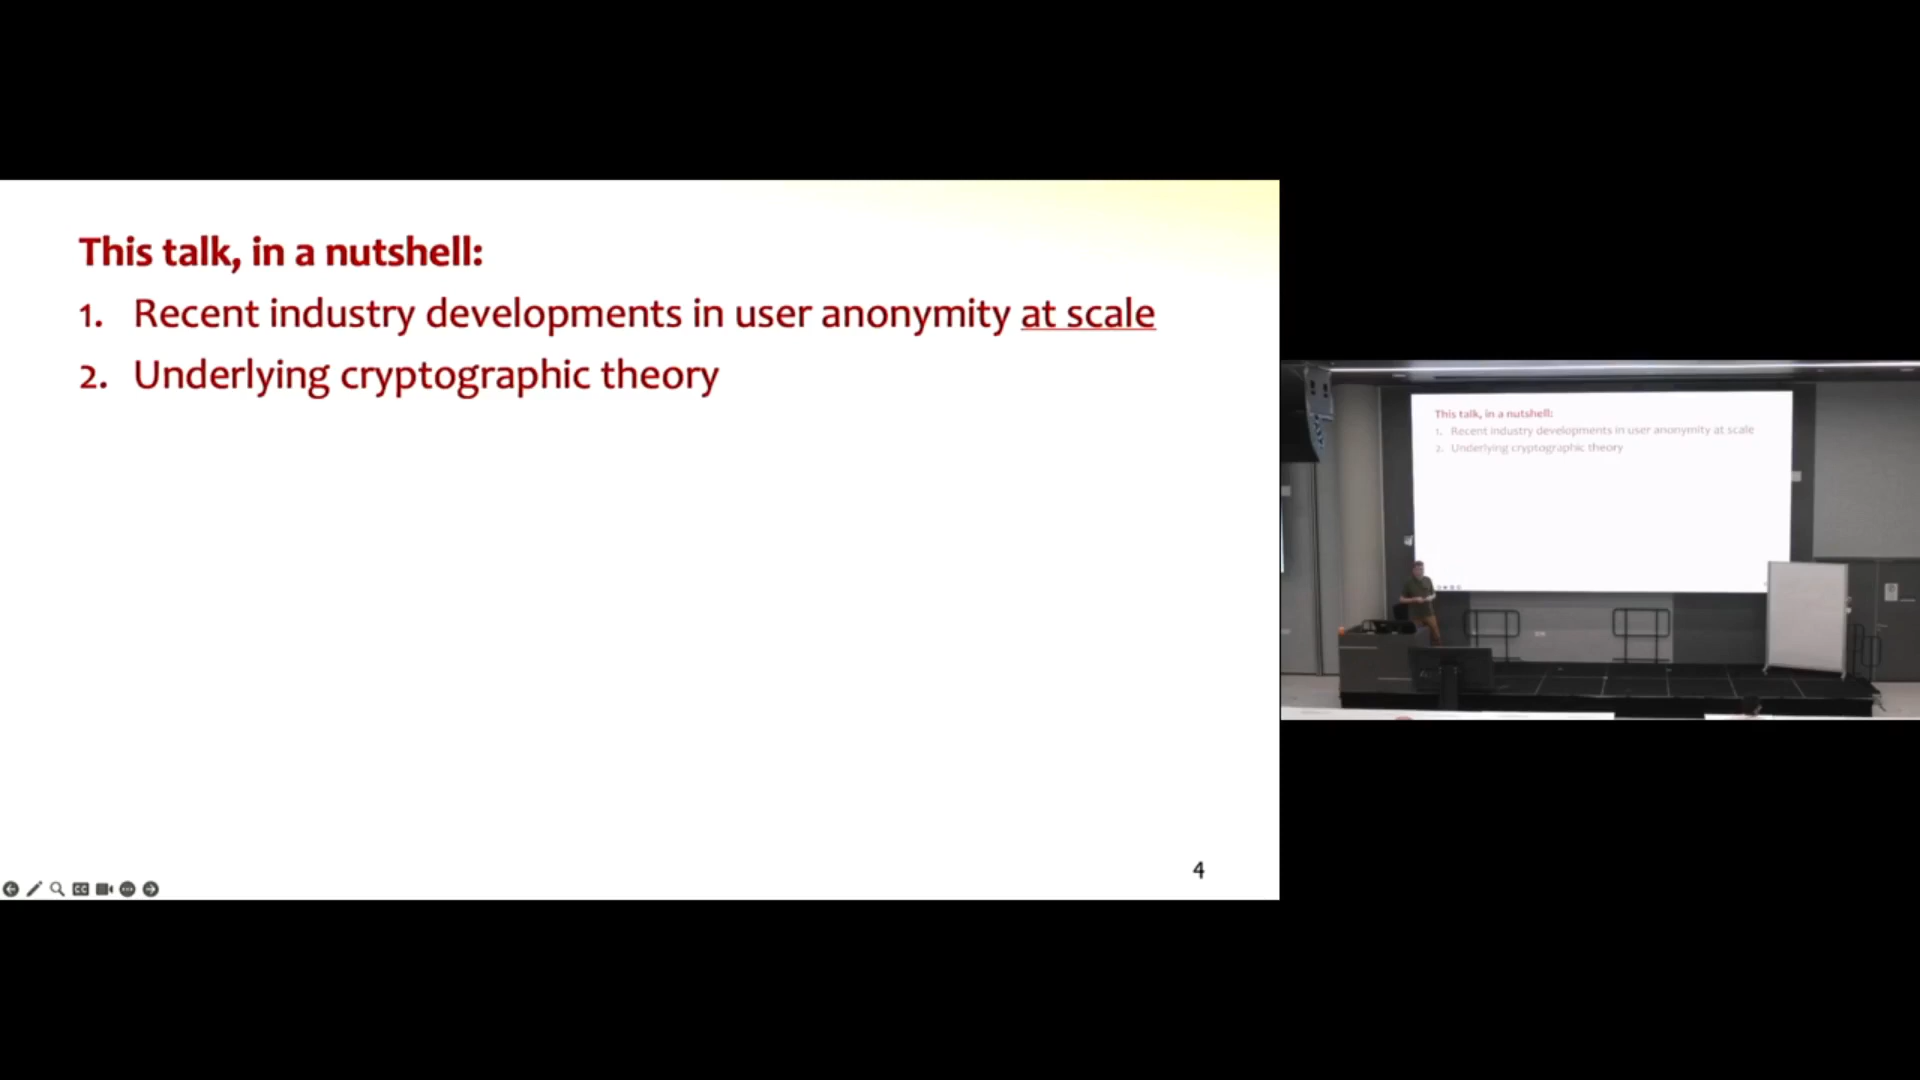 This talk, in a nutshell:
1. Recent industry developments in user anonymity at scale
2. Underlying cryptographic theory
4
This talk, in a nutshell:
1. Recent industry developments in user anonymity at scale
2. Underlying cryptographic theory